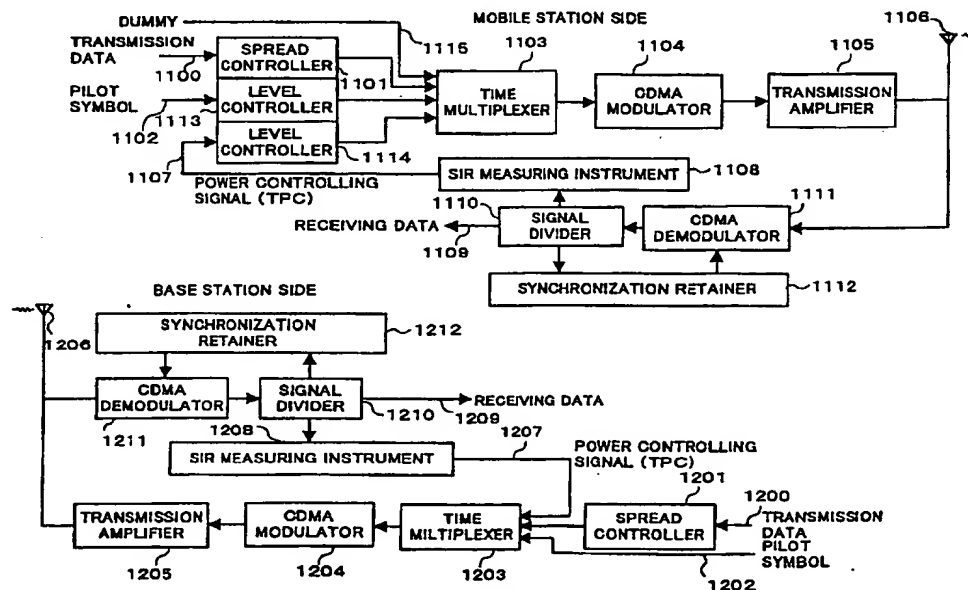 DUMMY
MOBILE STATION SIDE
1106
TRANSMISSION
DATA
1100
SPREAD
CONTROLLER
1101
1115
1103
1104
1105
PILOT
SYMBOL
1102
1113
LEVEL
CONTROLLER
TIME
MULTIPLEXER
CDMA
MODULATOR
TRANSMISSION
AMPLIFIER
1107
LEVEL
CONTROLLER
1114
POWER CONTROLLING
SIGNAL (TPC)
SIR MEASURING INSTRUMENT
1108
1110
1111
RECEIVING DATA
1109
SIGNAL
DIVIDER
CDMA
DEMODULATOR
SYNCHRONIZATION RETAINER
1112
BASE STATION SIDE
1206
SYNCHRONIZATION
RETAINER
1212
CDMA
DEMODULATOR
1211
SIGNAL
DIVIDER
1210
1209
RECEIVING DATA
1208
SIR MEASURING INSTRUMENT
1207
POWER CONTROLLING
SIGNAL (TPC)
1201
1200
TRANSMISSION
AMPLIFIER
1205
CDMA
MODULATOR
1204
TIME
MILTIPLEXER
1203
SPREAD
CONTROLLER
TRANSMISSION
DATA
PILOT
SYMBOL
1202